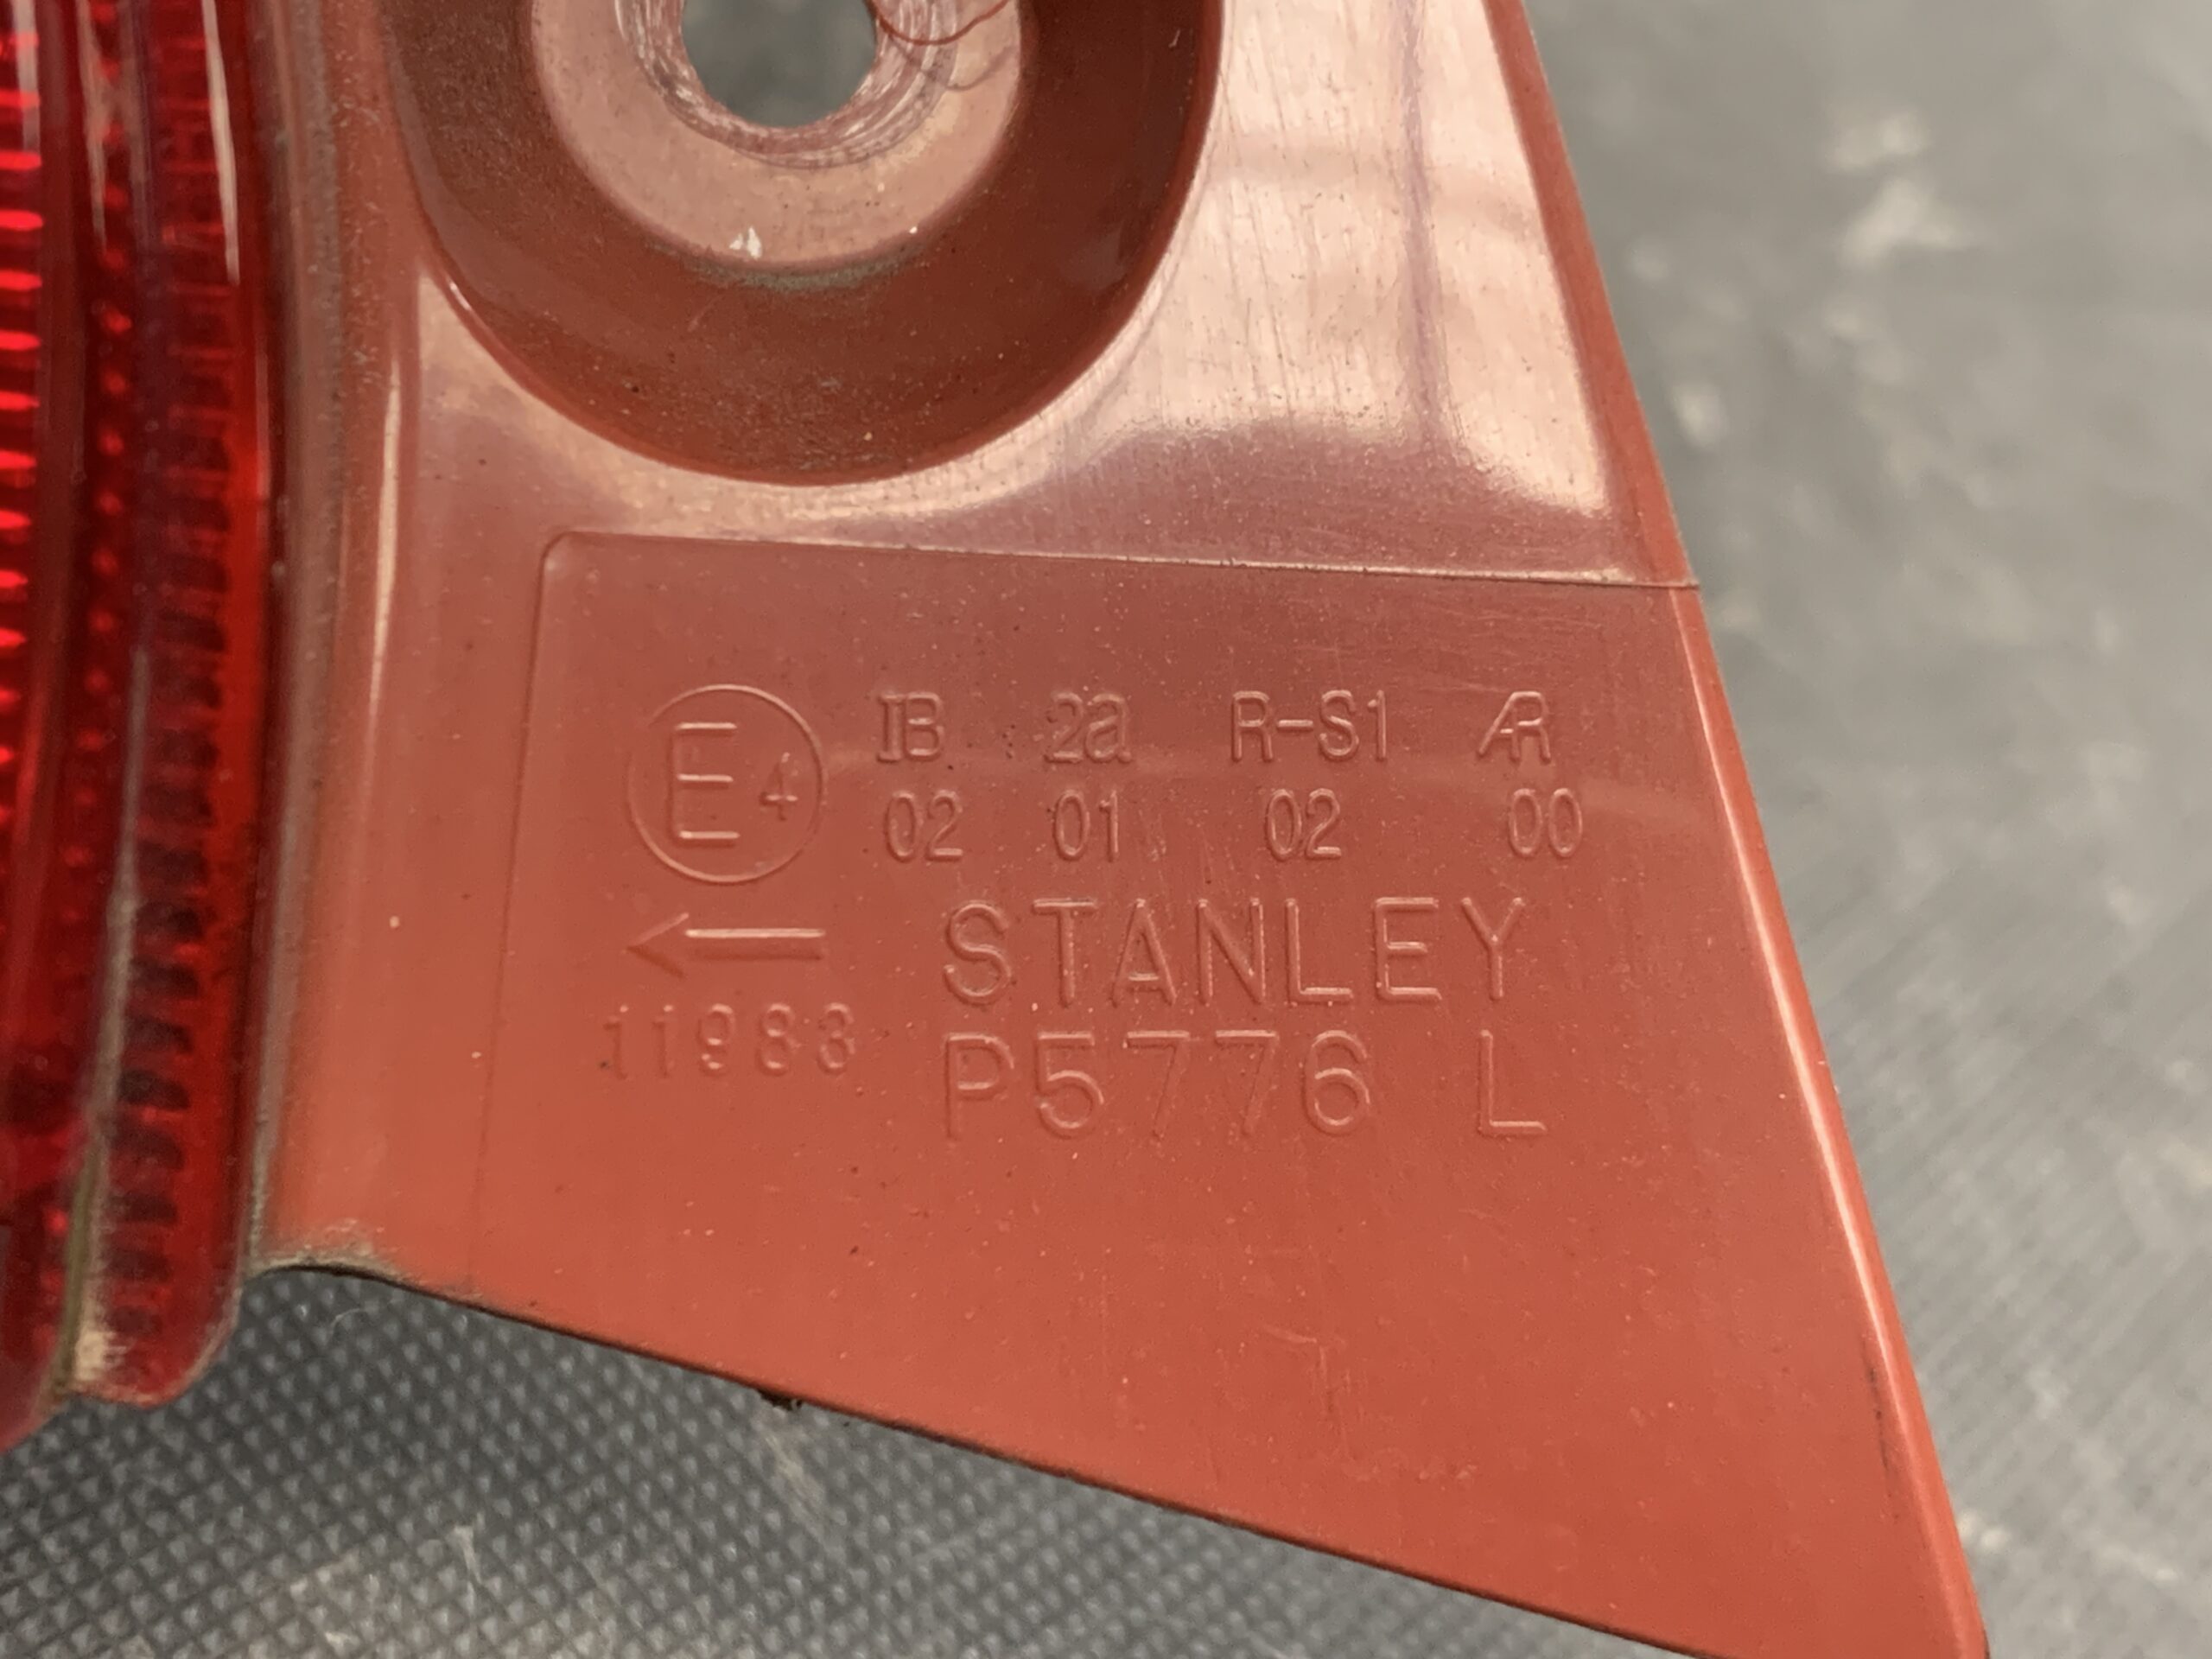 E4 IB 2a R-S1 AR
02 01 02 00
← STANLEY
11983 P5776 L